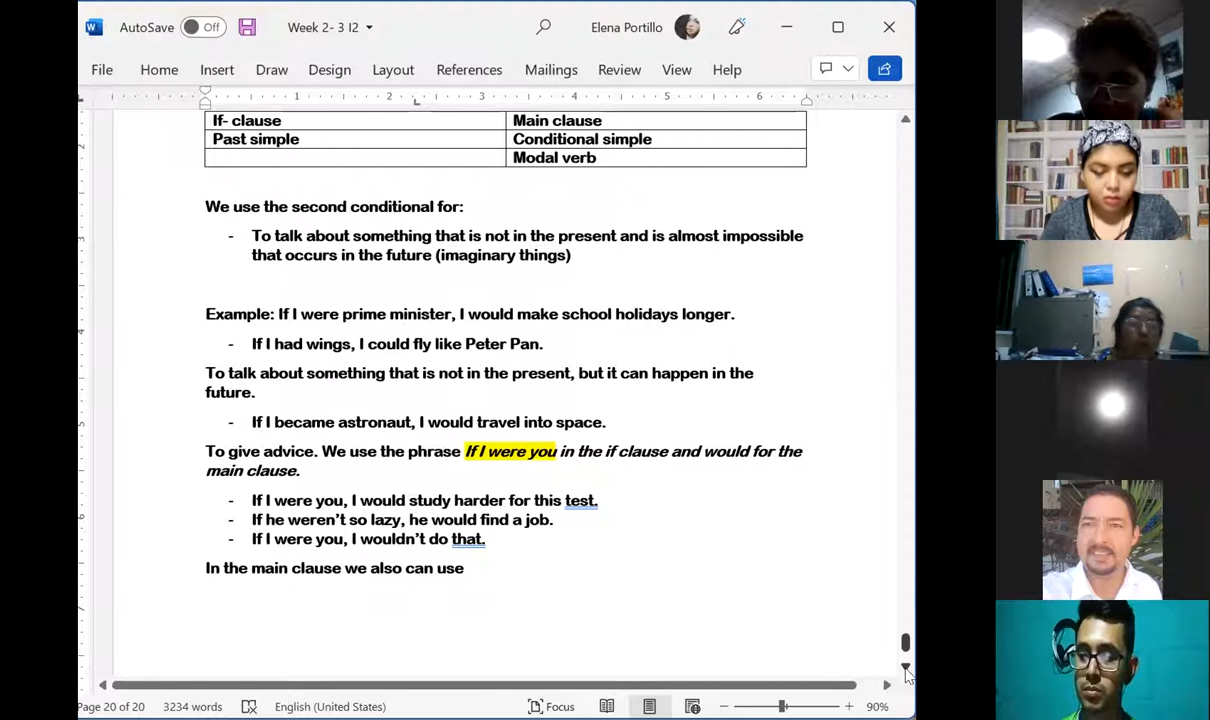 AutoSave Off Week 2- 3 I2 Elena Portillo
File Home Insert Draw Design Layout References Mailings Review View Help
1 2 3 4 5 6
If- clause Main clause
Past simple Conditional simple
Modal verb
We use the second conditional for:
- To talk about something that is not in the present and is almost impossible
that occurs in the future (imaginary things)
Example: If I were prime minister, I would make school holidays longer.
- If I had wings, I could fly like Peter Pan.
To talk about something that is not in the present, but it can happen in the
future.
- If I became astronaut, I would travel into space.
To give advice. We use the phrase If I were you in the if clause and would for the
main clause.
- If I were you, I would study harder for this test.
- If he weren't so lazy, he would find a job.
- If I were you, I wouldn't do that.
In the main clause we also can use
Page 20 of 20 3234 words English (United States) Focus 90%